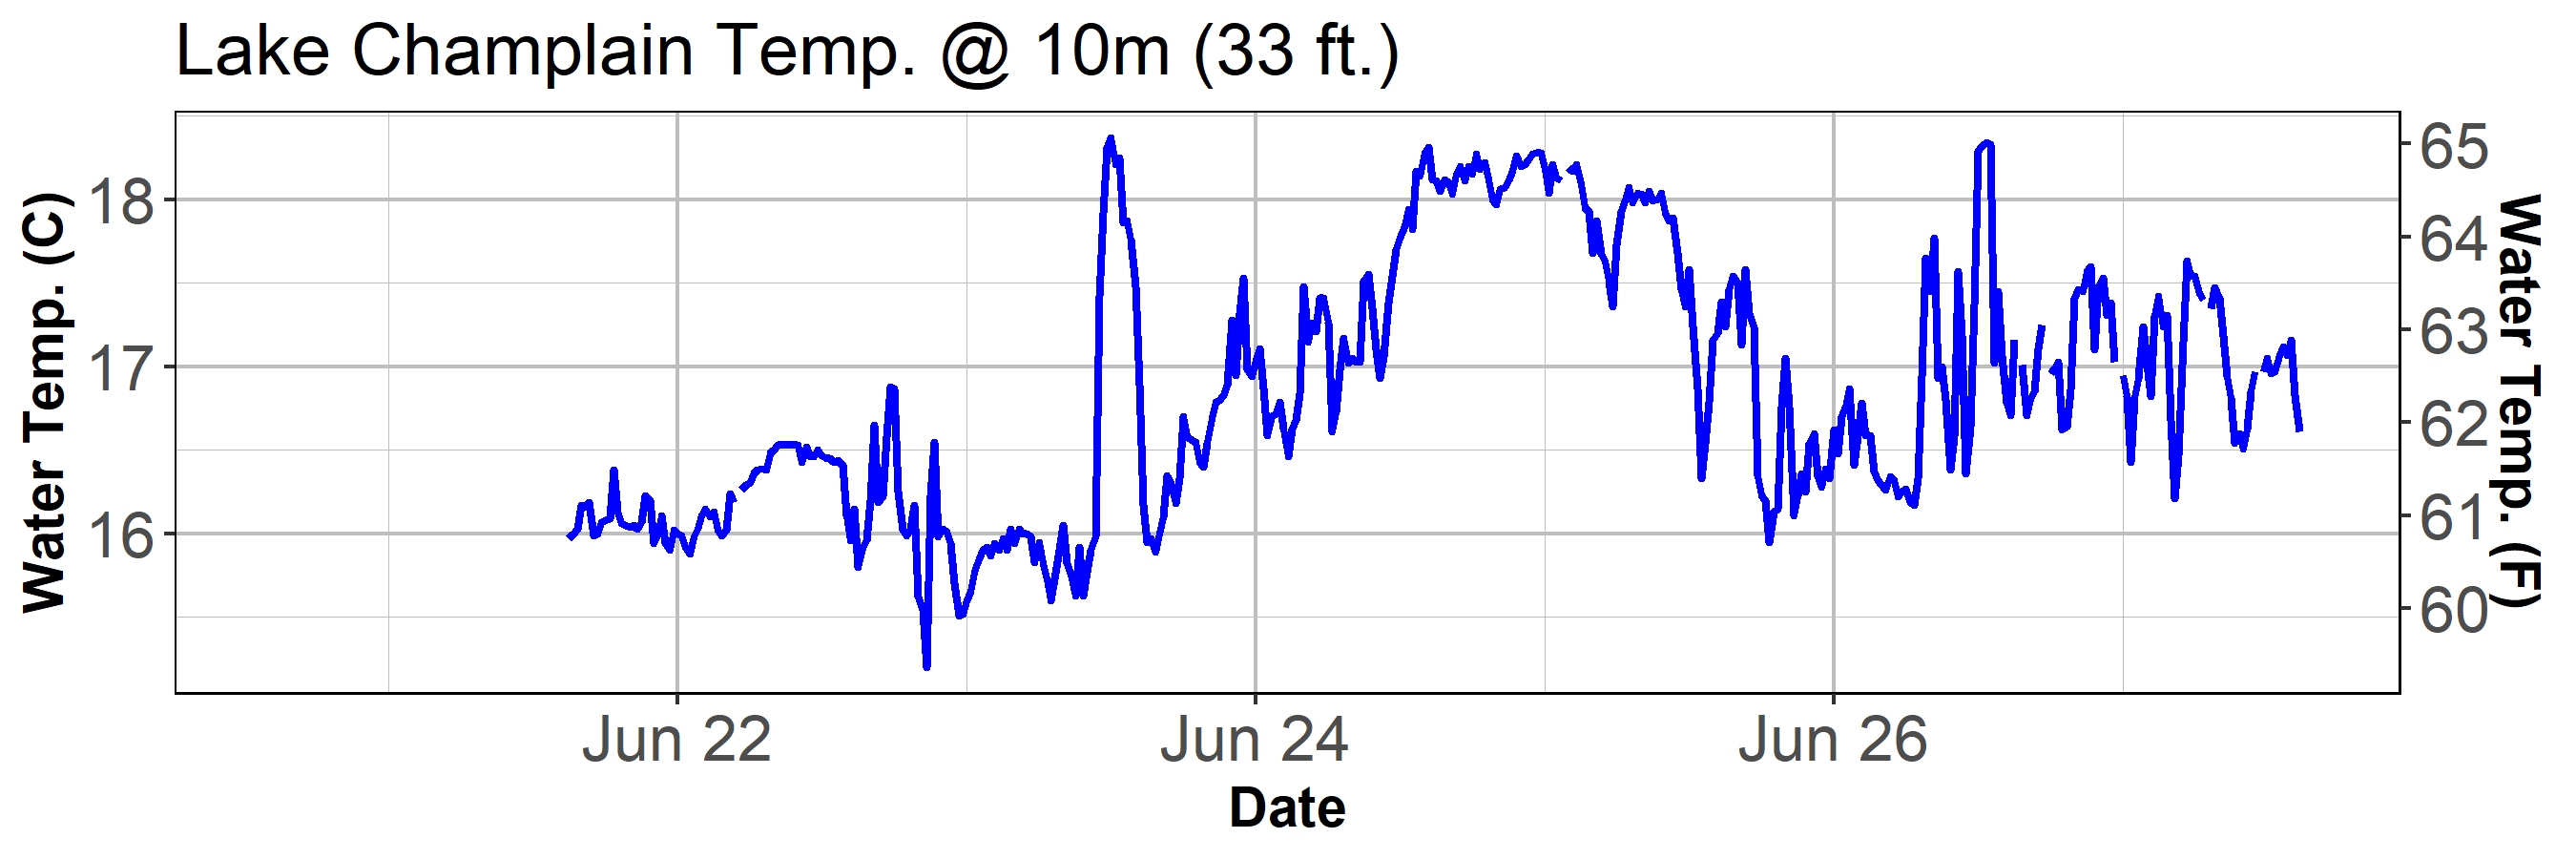 Lake Champlain Temp. @ 10m (33 ft.)
Water Temp. (C)
18
17
16
65
64
63
62
61
60
Water Temp. (F)
Jun 22
Jun 24
Jun 26
Date